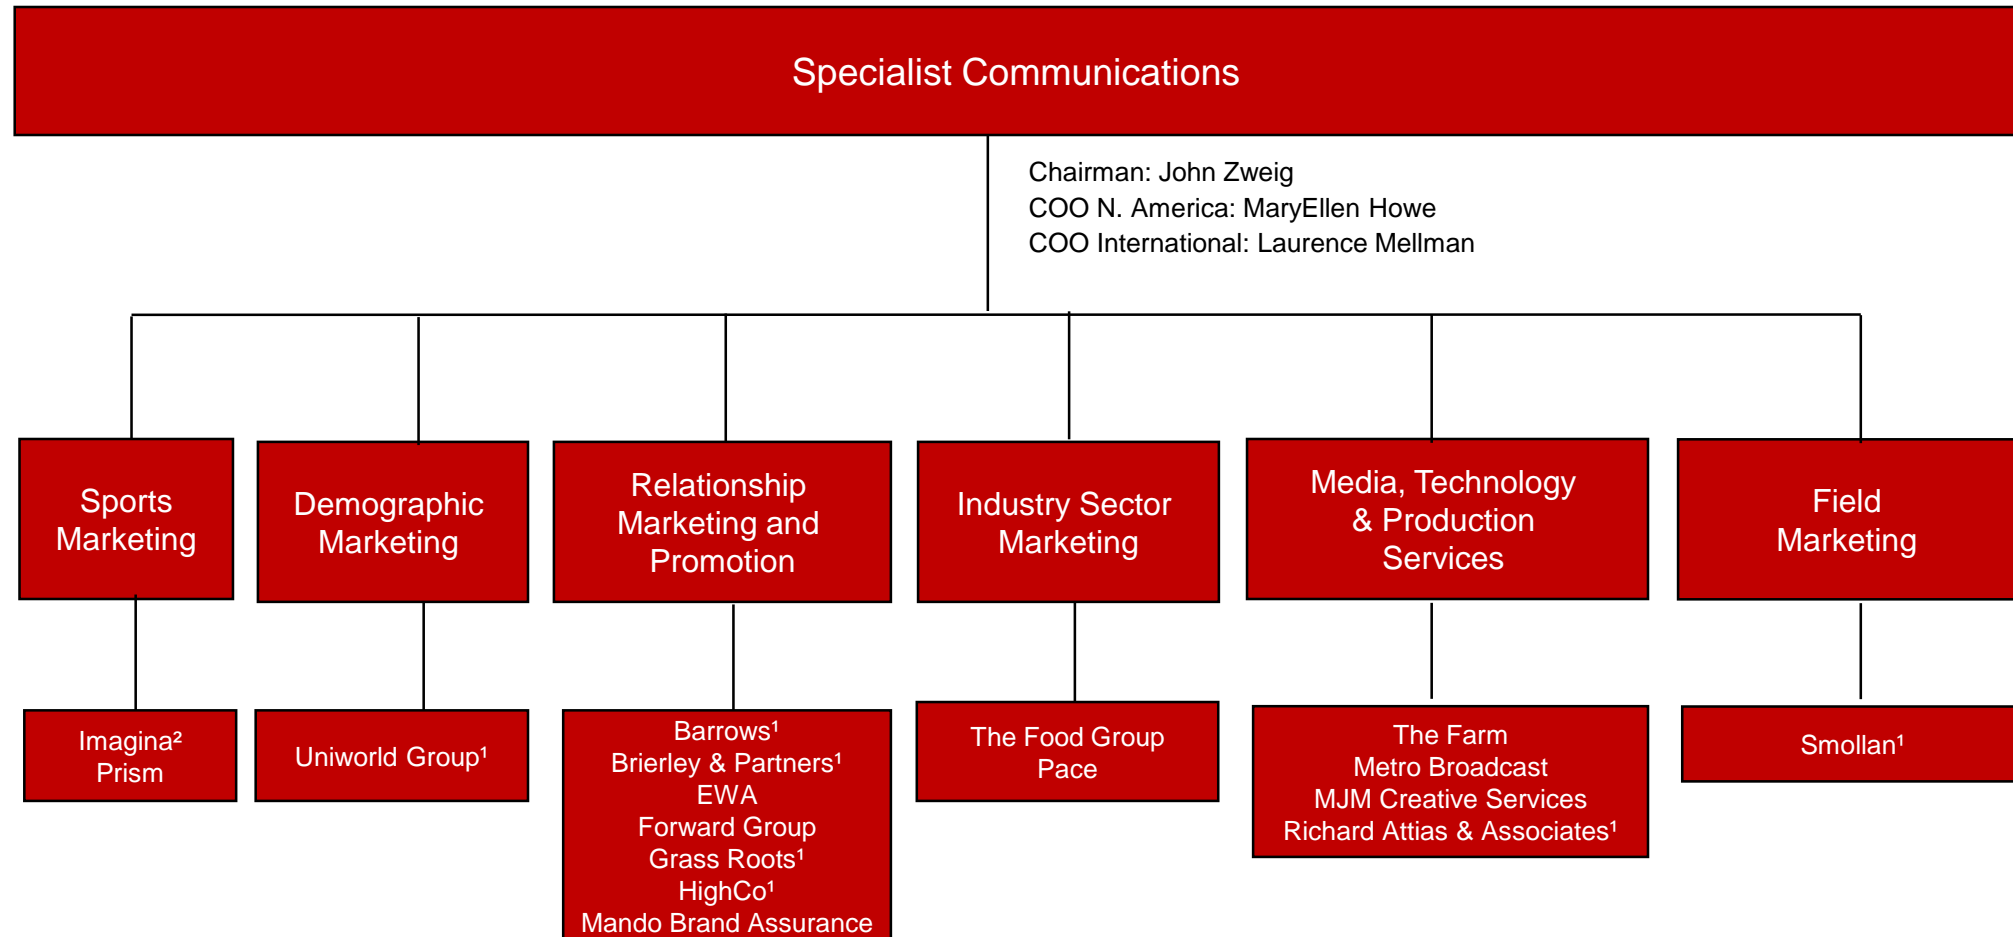 Specialist Communications
Chairman: John Zweig
COO N. America: MaryEllen Howe
COO International: Laurence Mellman
Sports
Marketing
Demographic
Marketing
Relationship
Marketing and
Promotion
Industry Sector
Marketing
Media, Technology
& Production
Services
Field
Marketing
Imagina²
Prism
Uniworld Group¹
Barrows¹
Brierley & Partners¹
EWA
Forward Group
Grass Roots¹
HighCo¹
Mando Brand Assurance
The Food Group
Pace
The Farm
Metro Broadcast
MJM Creative Services
Richard Attias & Associates¹
Smollan¹